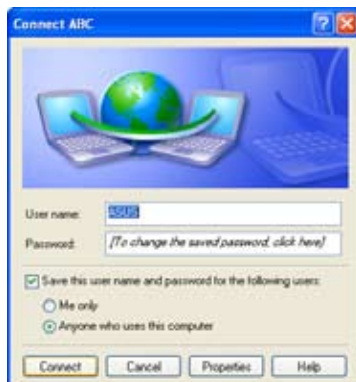 Connect ABC
User name: ASUS
Password: [To change the saved password, click here]
Save this user name and password for the following users:
Me only
Anyone who uses this computer
Connect Cancel Properties Help